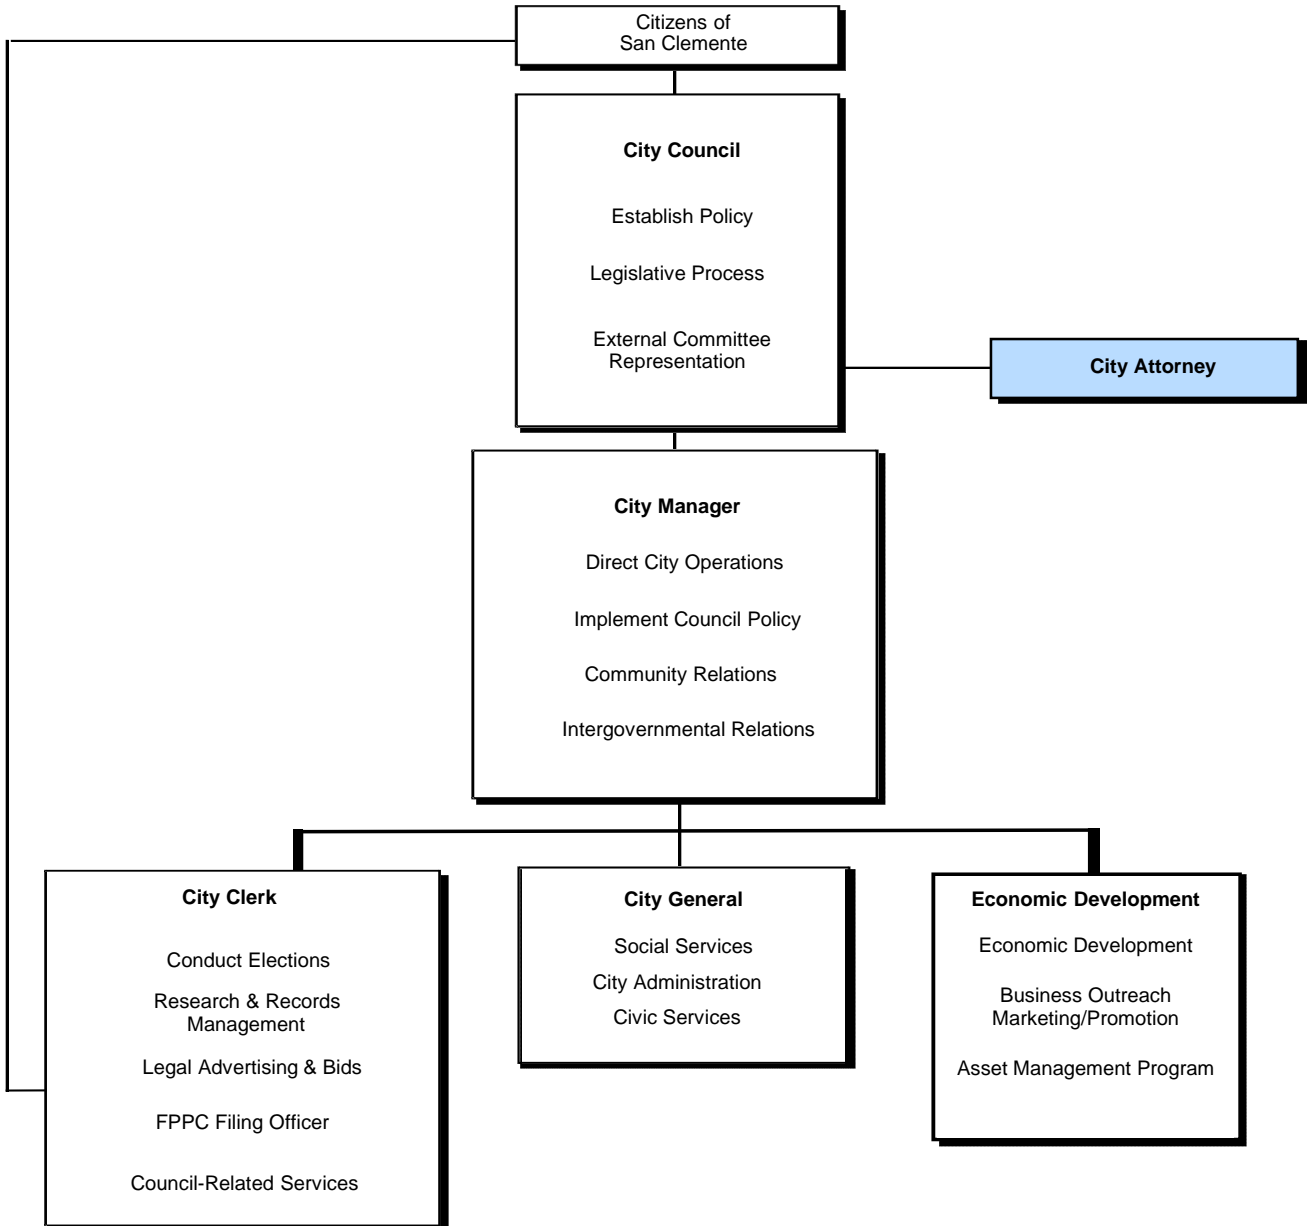 Citizens of
San Clemente
City Council
Establish Policy
Legislative Process
External Committee
Representation
City Attorney
City Manager
Direct City Operations
Implement Council Policy
Community Relations
Intergovernmental Relations
City Clerk
Conduct Elections
Research & Records
Management
Legal Advertising & Bids
FPPC Filing Officer
Council-Related Services
City General
Social Services
City Administration
Civic Services
Economic Development
Economic Development
Business Outreach
Marketing/Promotion
Asset Management Program